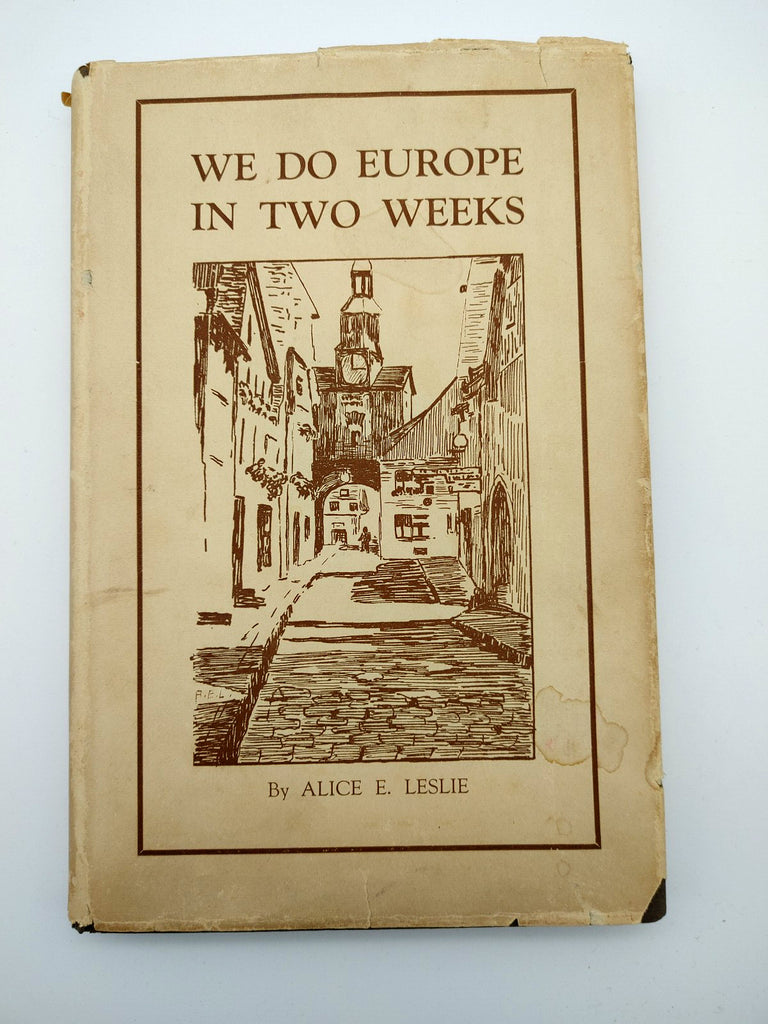 WE DO EUROPE
IN TWO WEEKS
By ALICE E. LESLIE